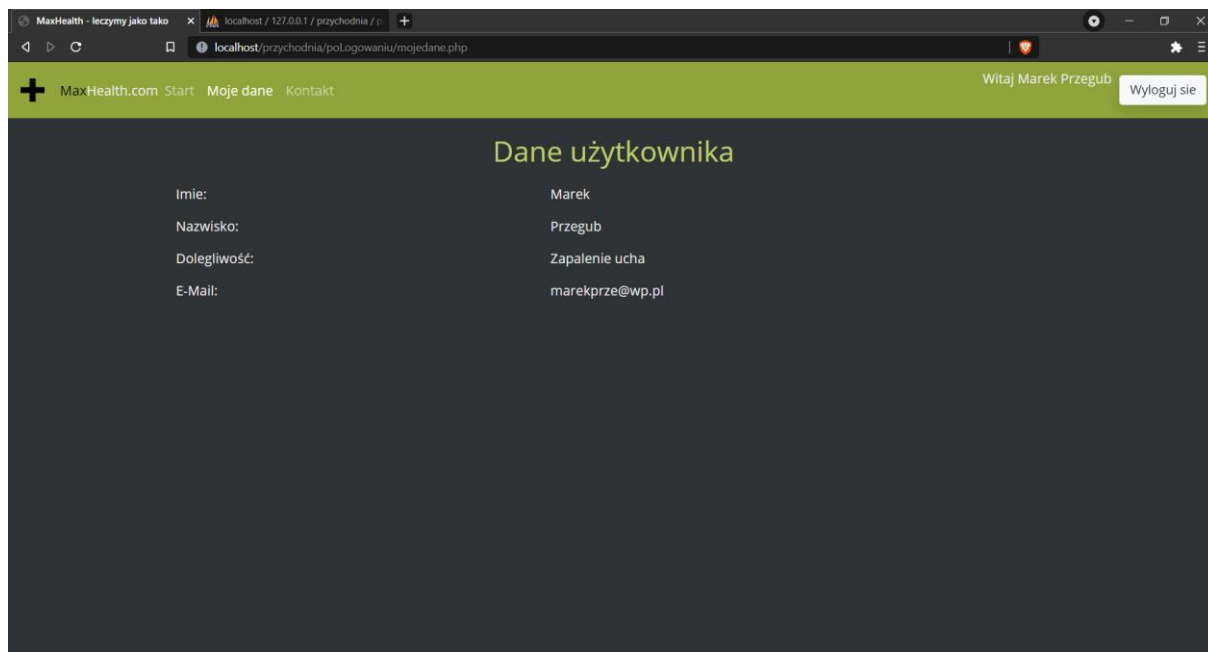 MaxHealth - leczymy jako tako
localhost / 127.0.0.1 / przychodnia / p
localhost/przychodnia/poLogowaniu/mojedane.php
MaxHealth.com Start Moje dane Kontakt
Witaj Marek Przegub
Wyloguj sie
Dane użytkownika
Imie: Marek
Nazwisko: Przegub
Dolegliwość: Zapalenie ucha
E-Mail: marekprze@wp.pl